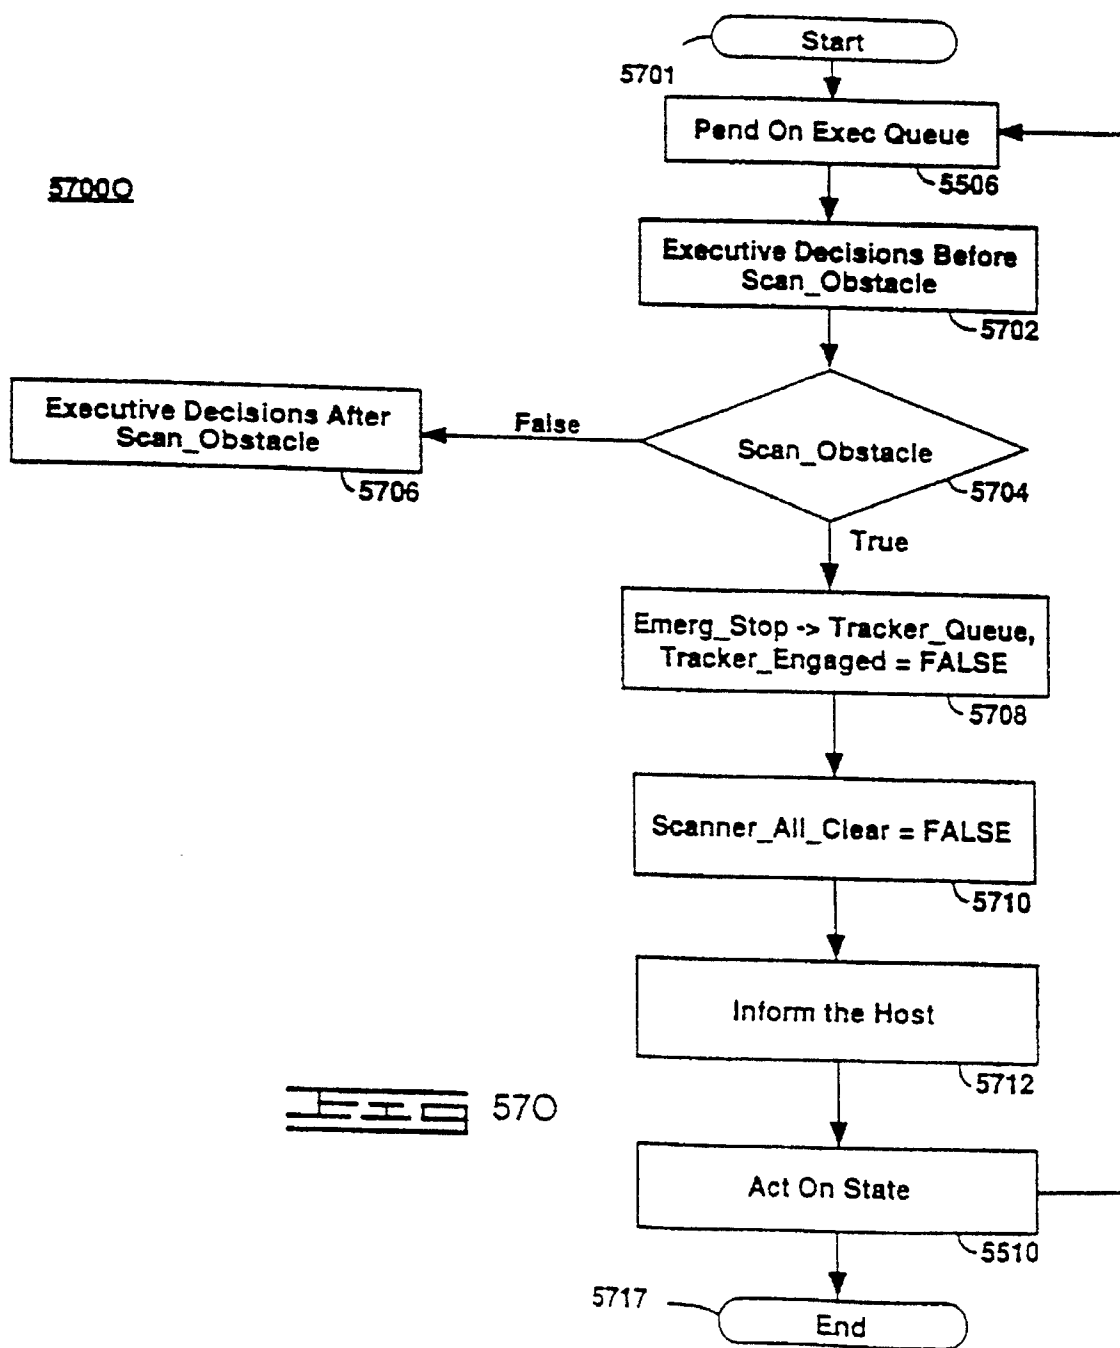 Start
5701
Pend On Exec Queue
5506
5700Q
Executive Decisions Before
Scan_Obstacle
5702
Executive Decisions After
Scan_Obstacle
5706
False
Scan_Obstacle
5704
True
Emerg_Stop -> Tracker_Queue,
Tracker_Engaged = FALSE
5708
Scanner_All_Clear = FALSE
5710
Inform the Host
5712
FIG 57Q
Act On State
5510
5717
End